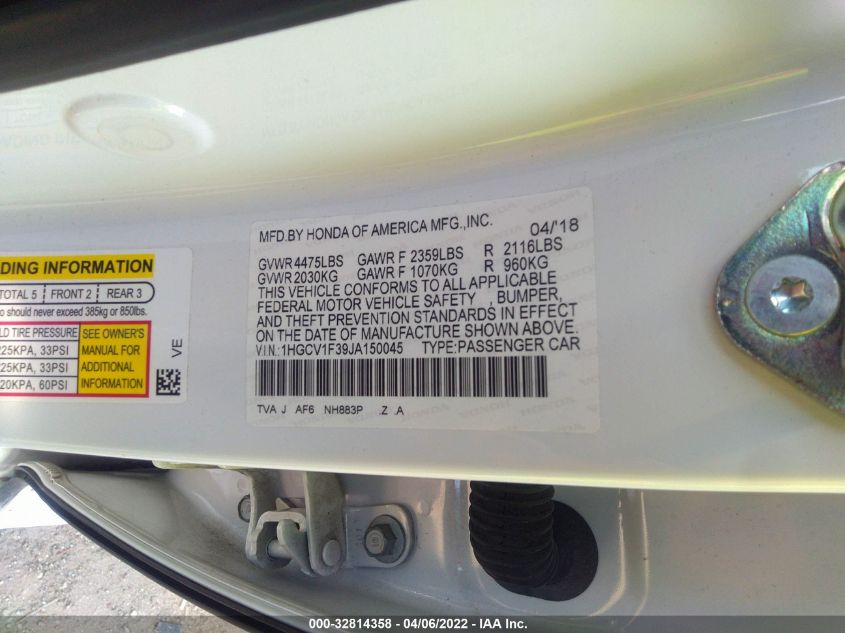 MFD.BY HONDA OF AMERICA MFG.,INC. 04/'18
GVWR 4475LBS GAWR F 2359LBS R 2116LBS
GVWR 2030KG GAWR F 1070KG R 960KG
THIS VEHICLE CONFORMS TO ALL APPLICABLE
FEDERAL MOTOR VEHICLE SAFETY , BUMPER,
AND THEFT PREVENTION STANDARDS IN EFFECT
ON THE DATE OF MANUFACTURE SHOWN ABOVE.
V.I.N.:1HGCV1F39JA150045 TYPE:PASSENGER CAR
TVA J AF6 NH883P .Z .A
DING INFORMATION
TOTAL 5 FRONT 2 REAR 3
o should never exceed 385kg or 850lbs.
LD TIRE PRESSURE
225KPA, 33PSI
25KPA, 33PSI
20KPA, 60PSI
SEE OWNER'S
MANUAL FOR
ADDITIONAL
INFORMATION
VE
000-32814358 - 04/06/2022 - IAA Inc.